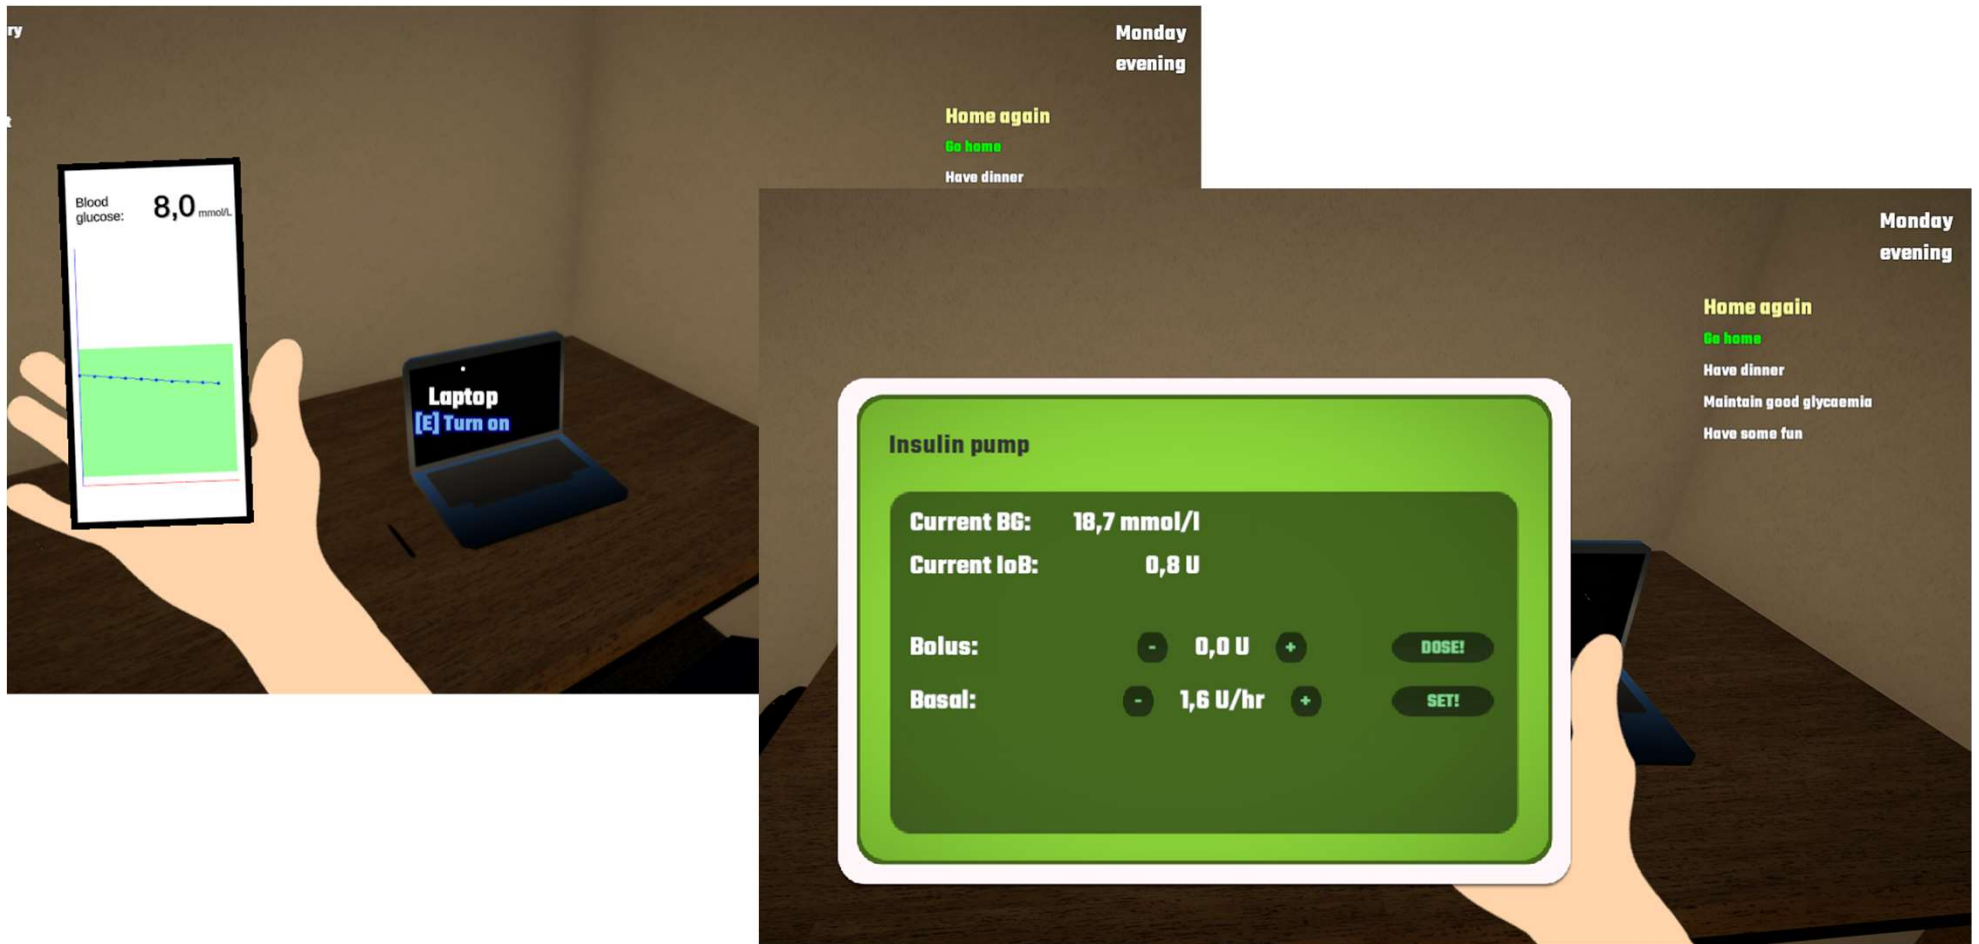 ry
Monday
evening
Home again
Go home
Have dinner
Blood
glucose: 8,0 mmol/L
Laptop
[E] Turn on
Monday
evening
Home again
Go home
Have dinner
Maintain good glycaemia
Have some fun
Insulin pump
Current BG: 18,7 mmol/l
Current IoB: 0,8 U
Bolus: - 0,0 U + DOSE!
Basal: - 1,6 U/hr + SET!